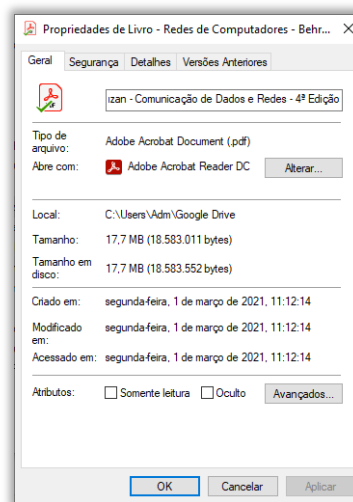 Propriedades de Livro - Redes de Computadores - Behr...
Geral Segurança Detalhes Versões Anteriores
ızan - Comunicação de Dados e Redes - 4ª Edição
Tipo de arquivo: Adobe Acrobat Document (.pdf)
Abre com: Adobe Acrobat Reader DC Alterar...
Local: C:\Users\Adm\Google Drive
Tamanho: 17,7 MB (18.583.011 bytes)
Tamanho em disco: 17,7 MB (18.583.552 bytes)
Criado em: segunda-feira, 1 de março de 2021, 11:12:14
Modificado em: segunda-feira, 1 de março de 2021, 11:12:14
Acessado em: segunda-feira, 1 de março de 2021, 11:12:14
Atributos: Somente leitura Oculto Avançados...
OK Cancelar Aplicar